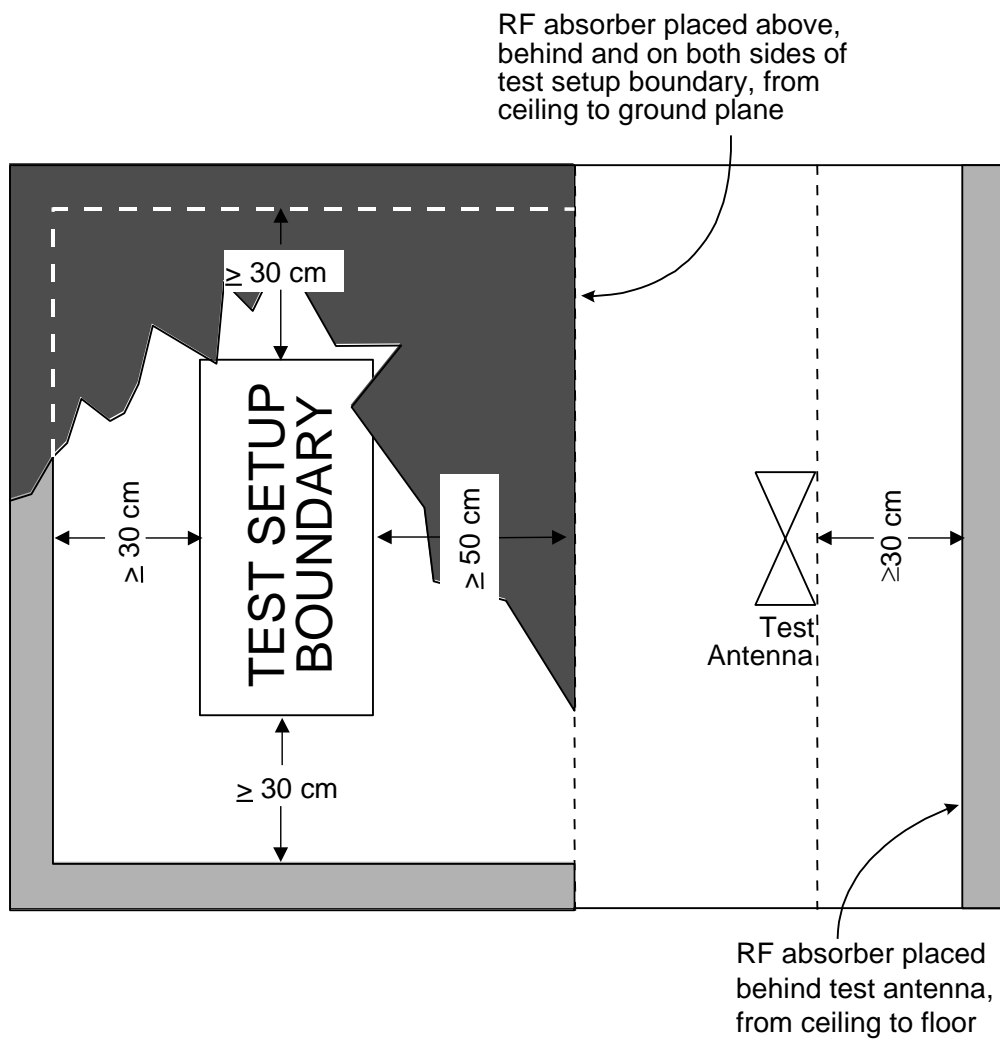 RF absorber placed above,
behind and on both sides of
test setup boundary, from
ceiling to ground plane
≥ 30 cm
TEST SETUP
BOUNDARY
≥ 30 cm
≥ 50 cm
≥30 cm
Test
Antenna
≥ 30 cm
RF absorber placed
behind test antenna,
from ceiling to floor